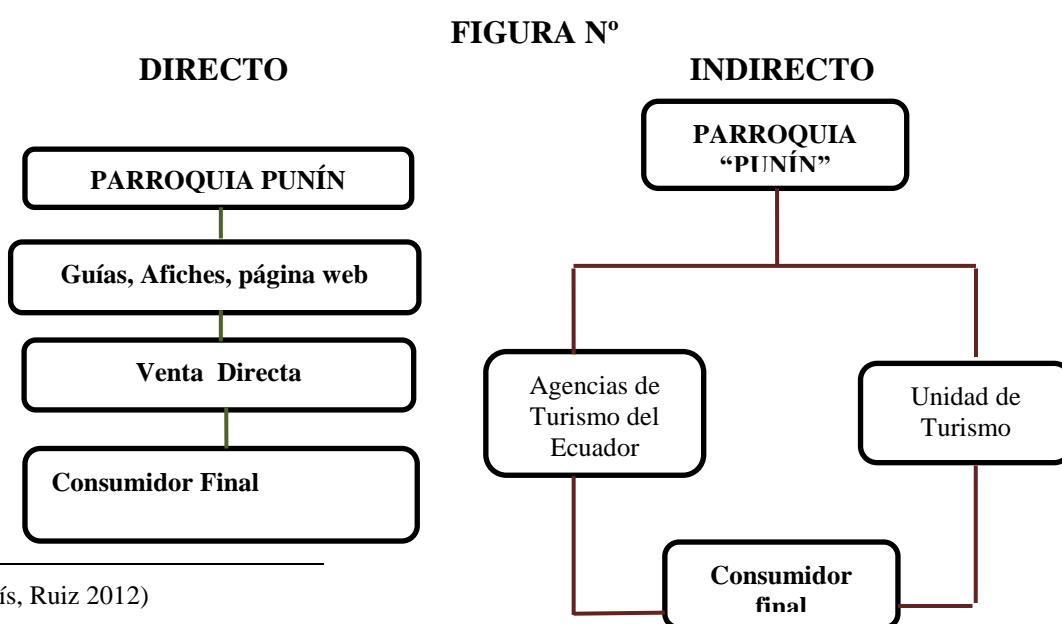 FIGURA Nº
DIRECTO
INDIRECTO
PARROQUIA PUNÍN
Guías, Afiches, página web
Venta Directa
Consumidor Final
PARROQUIA
“PUNÍN”
Agencias de
Turismo del
Ecuador
Unidad de
Turismo
Consumidor
final
ís, Ruiz 2012)